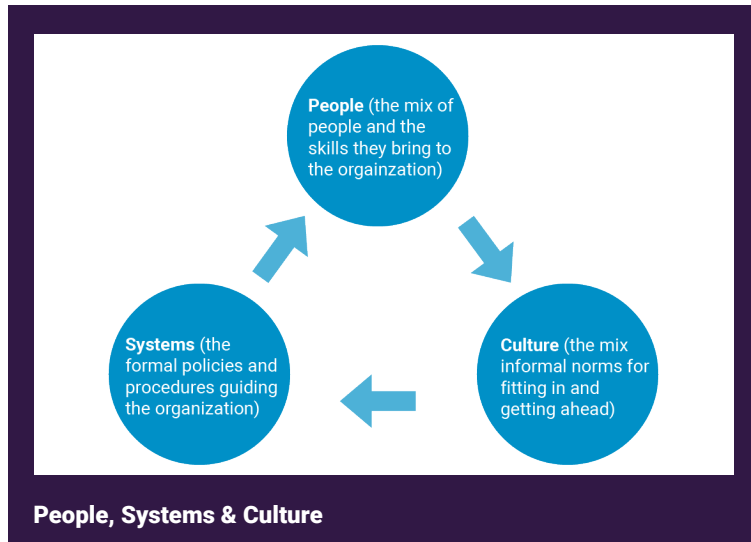 People (the mix of
people and the
skills they bring to
the orgainzation)
Systems (the
formal policies and
procedures guiding
the organization)
Culture (the mix
informal norms for
fitting in and
getting ahead)
People, Systems & Culture